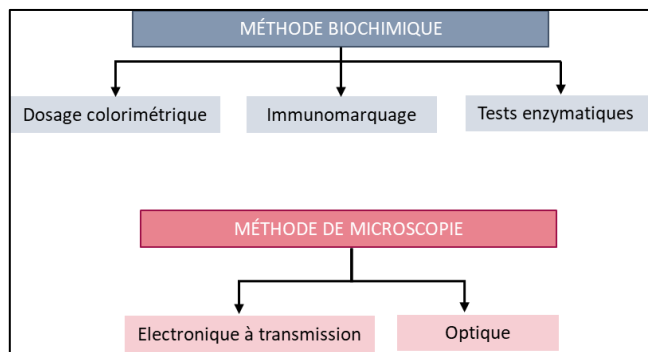 MÉTHODE BIOCHIMIQUE
Dosage colorimétrique
Immunomarquage
Tests enzymatiques
MÉTHODE DE MICROSCOPIE
Electronique à transmission
Optique